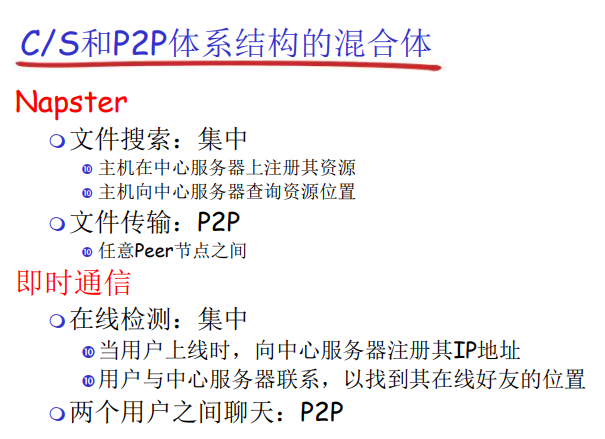 C/S和P2P体系结构的混合体
Napster
文件搜索：集中
主机在中心服务器上注册其资源
主机向中心服务器查询资源位置
文件传输：P2P
任意Peer节点之间
即时通信
在线检测：集中
当用户上线时，向中心服务器注册其IP地址
用户与中心服务器联系，以找到其在线好友的位置
两个用户之间聊天：P2P